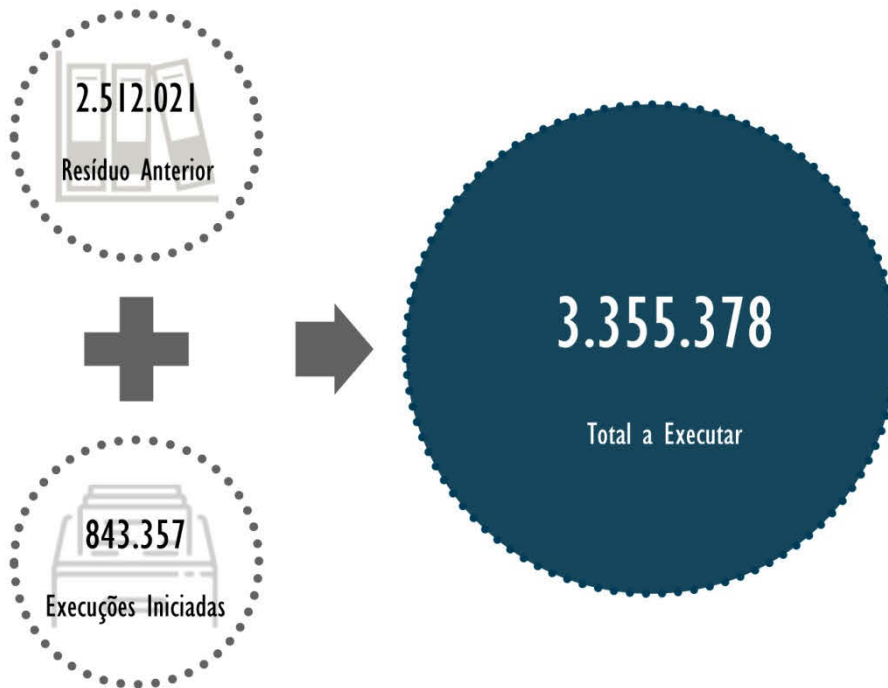 2.512.021
Resíduo Anterior
843.357
Execuções Iniciadas
3.355.378
Total a Executar